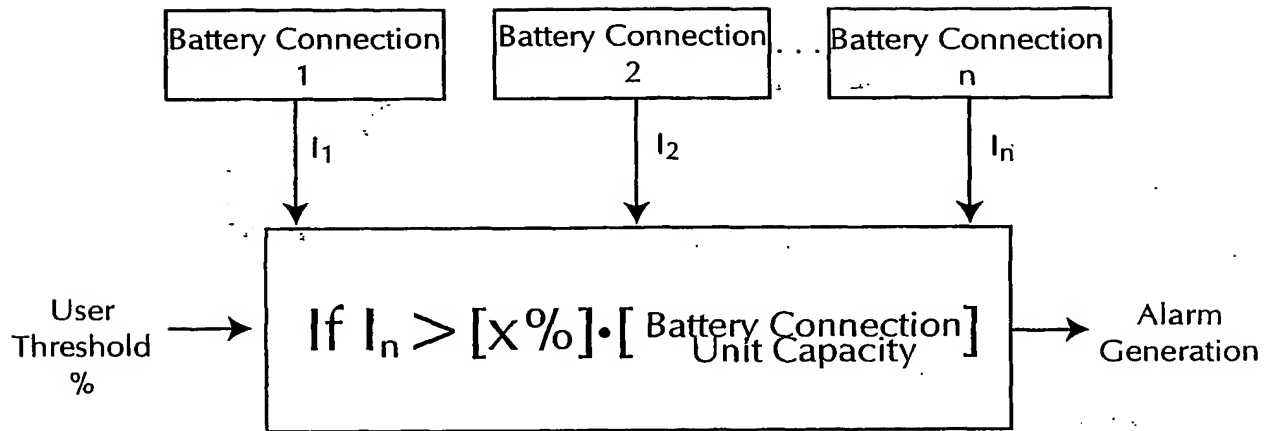 Battery Connection
1
Battery Connection
2
...
Battery Connection
n
I1
I2
In
User
Threshold
%
If In > [x%]•[Battery Connection
Unit Capacity]
Alarm
Generation